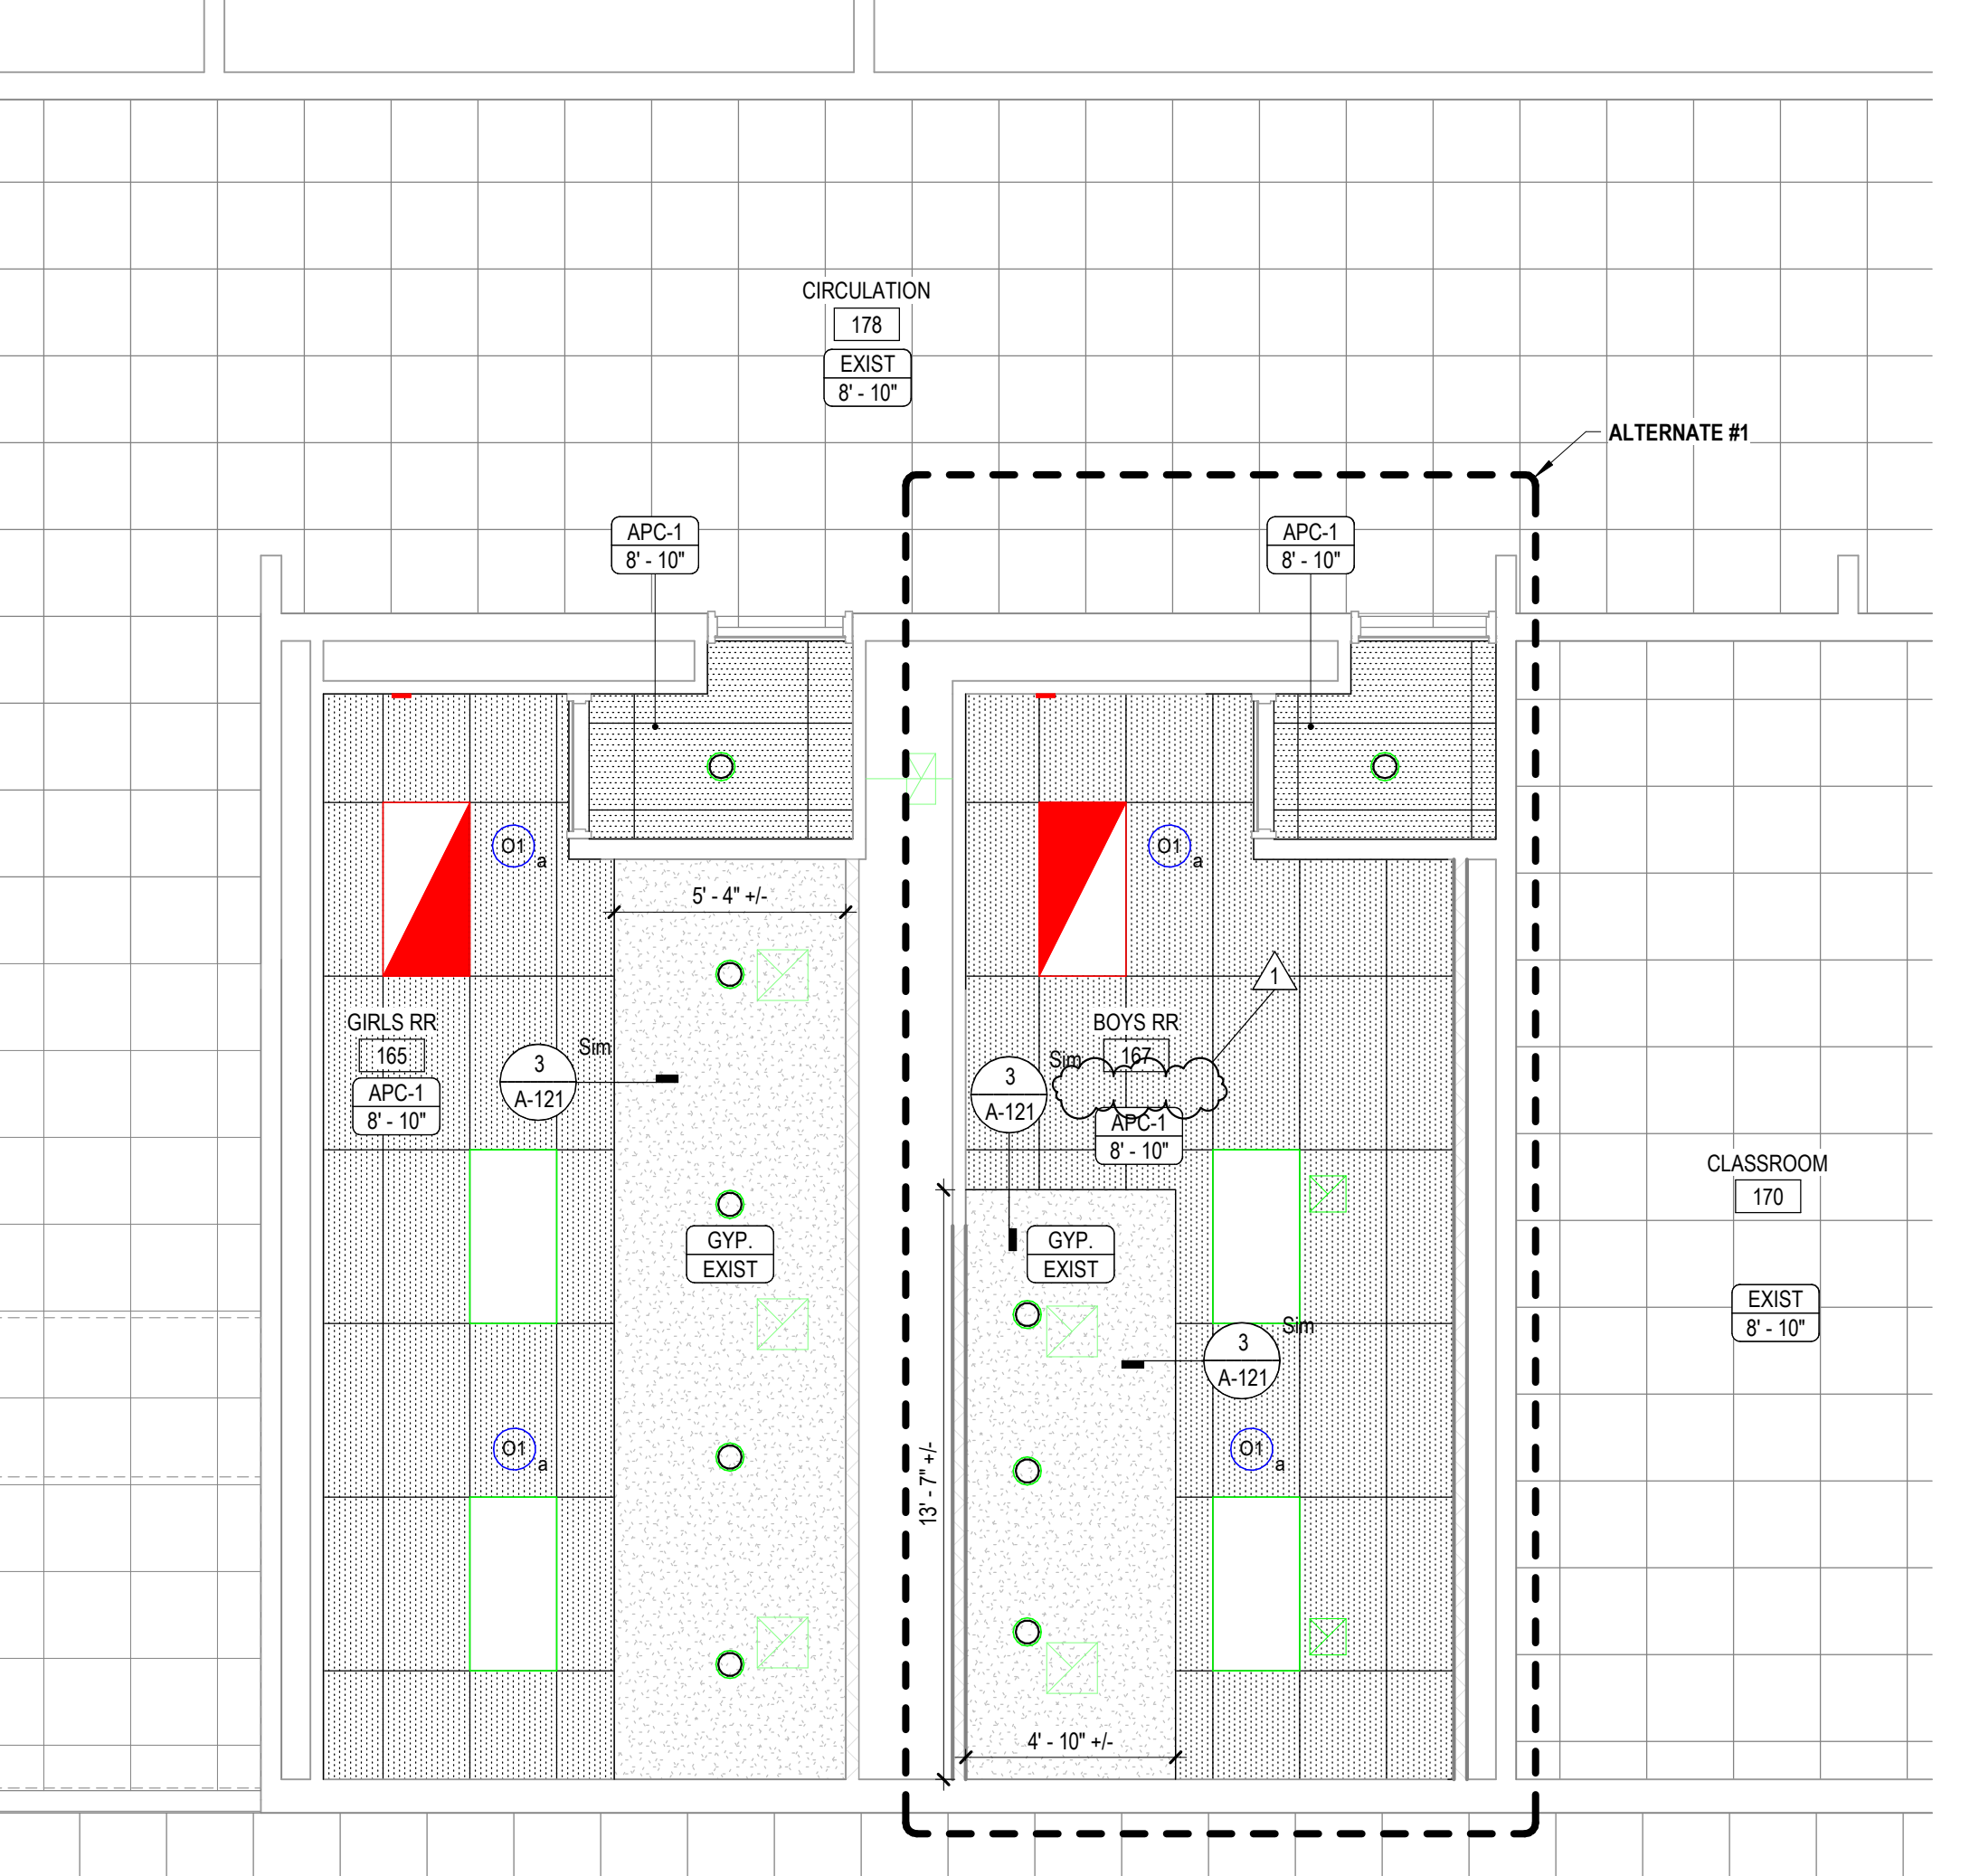 CIRCULATION
178
EXIST
8' - 10"
ALTERNATE #1
APC-1
8' - 10"
APC-1
8' - 10"
O1
a
O1
a
5' - 4" +/-
1
GIRLS RR
165
APC-1
8' - 10"
3
A-121
Sim
BOYS RR
167
APC-1
8' - 10"
3
A-121
Sim
CLASSROOM
170
EXIST
8' - 10"
GYP.
EXIST
GYP.
EXIST
3
A-121
Sim
O1
a
O1
a
13' - 7" +/-
4' - 10" +/-